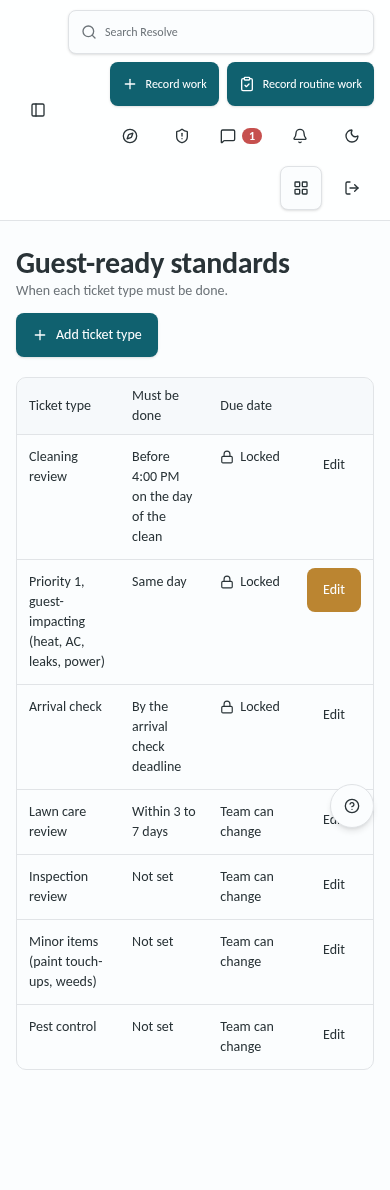 Search Resolve
Record work
Record routine work
1
Guest-ready standards
When each ticket type must be done.
Add ticket type
Ticket type
Must be
done
Due date
Cleaning
review
Before
4:00 PM
on the day
of the
clean
Locked
Edit
Priority 1,
guest-
impacting
(heat, AC,
leaks, power)
Same day
Locked
Edit
Arrival check
By the
arrival
check
deadline
Locked
Edit
Lawn care
review
Within 3 to
7 days
Team can
change
Inspection
review
Not set
Team can
change
Edit
Minor items
(paint touch-
ups, weeds)
Not set
Team can
change
Edit
Pest control
Not set
Team can
change
Edit